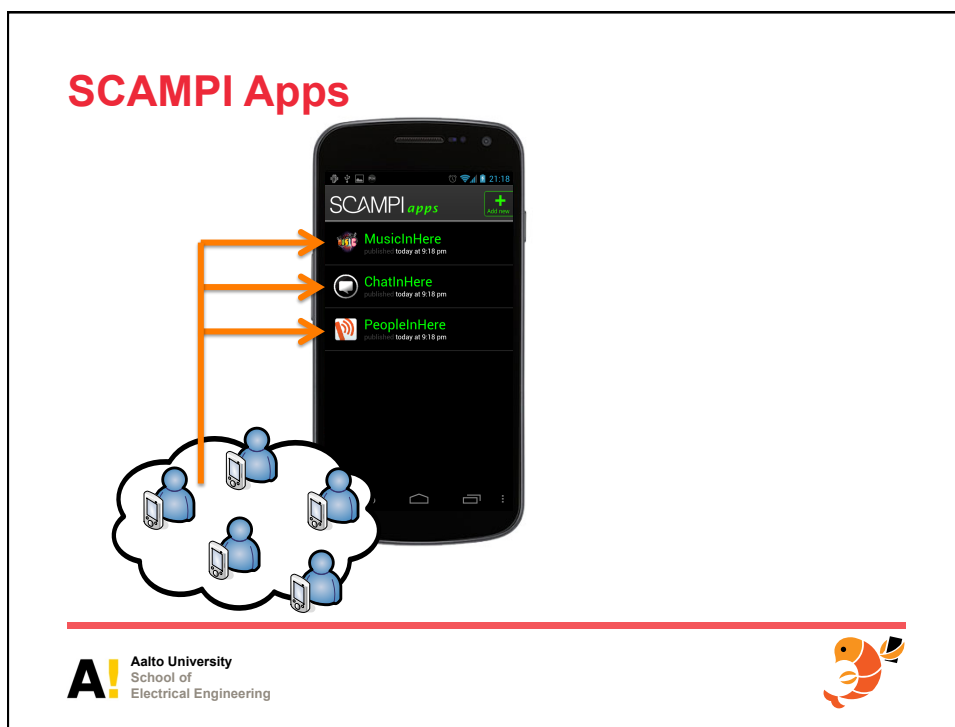 SCAMPI Apps
21:18
SCAMPI apps
Add new
MusicInHere
published today at 9:18 pm
ChatInHere
published today at 9:18 pm
PeopleInHere
published today at 9:18 pm
A!
Aalto University
School of
Electrical Engineering